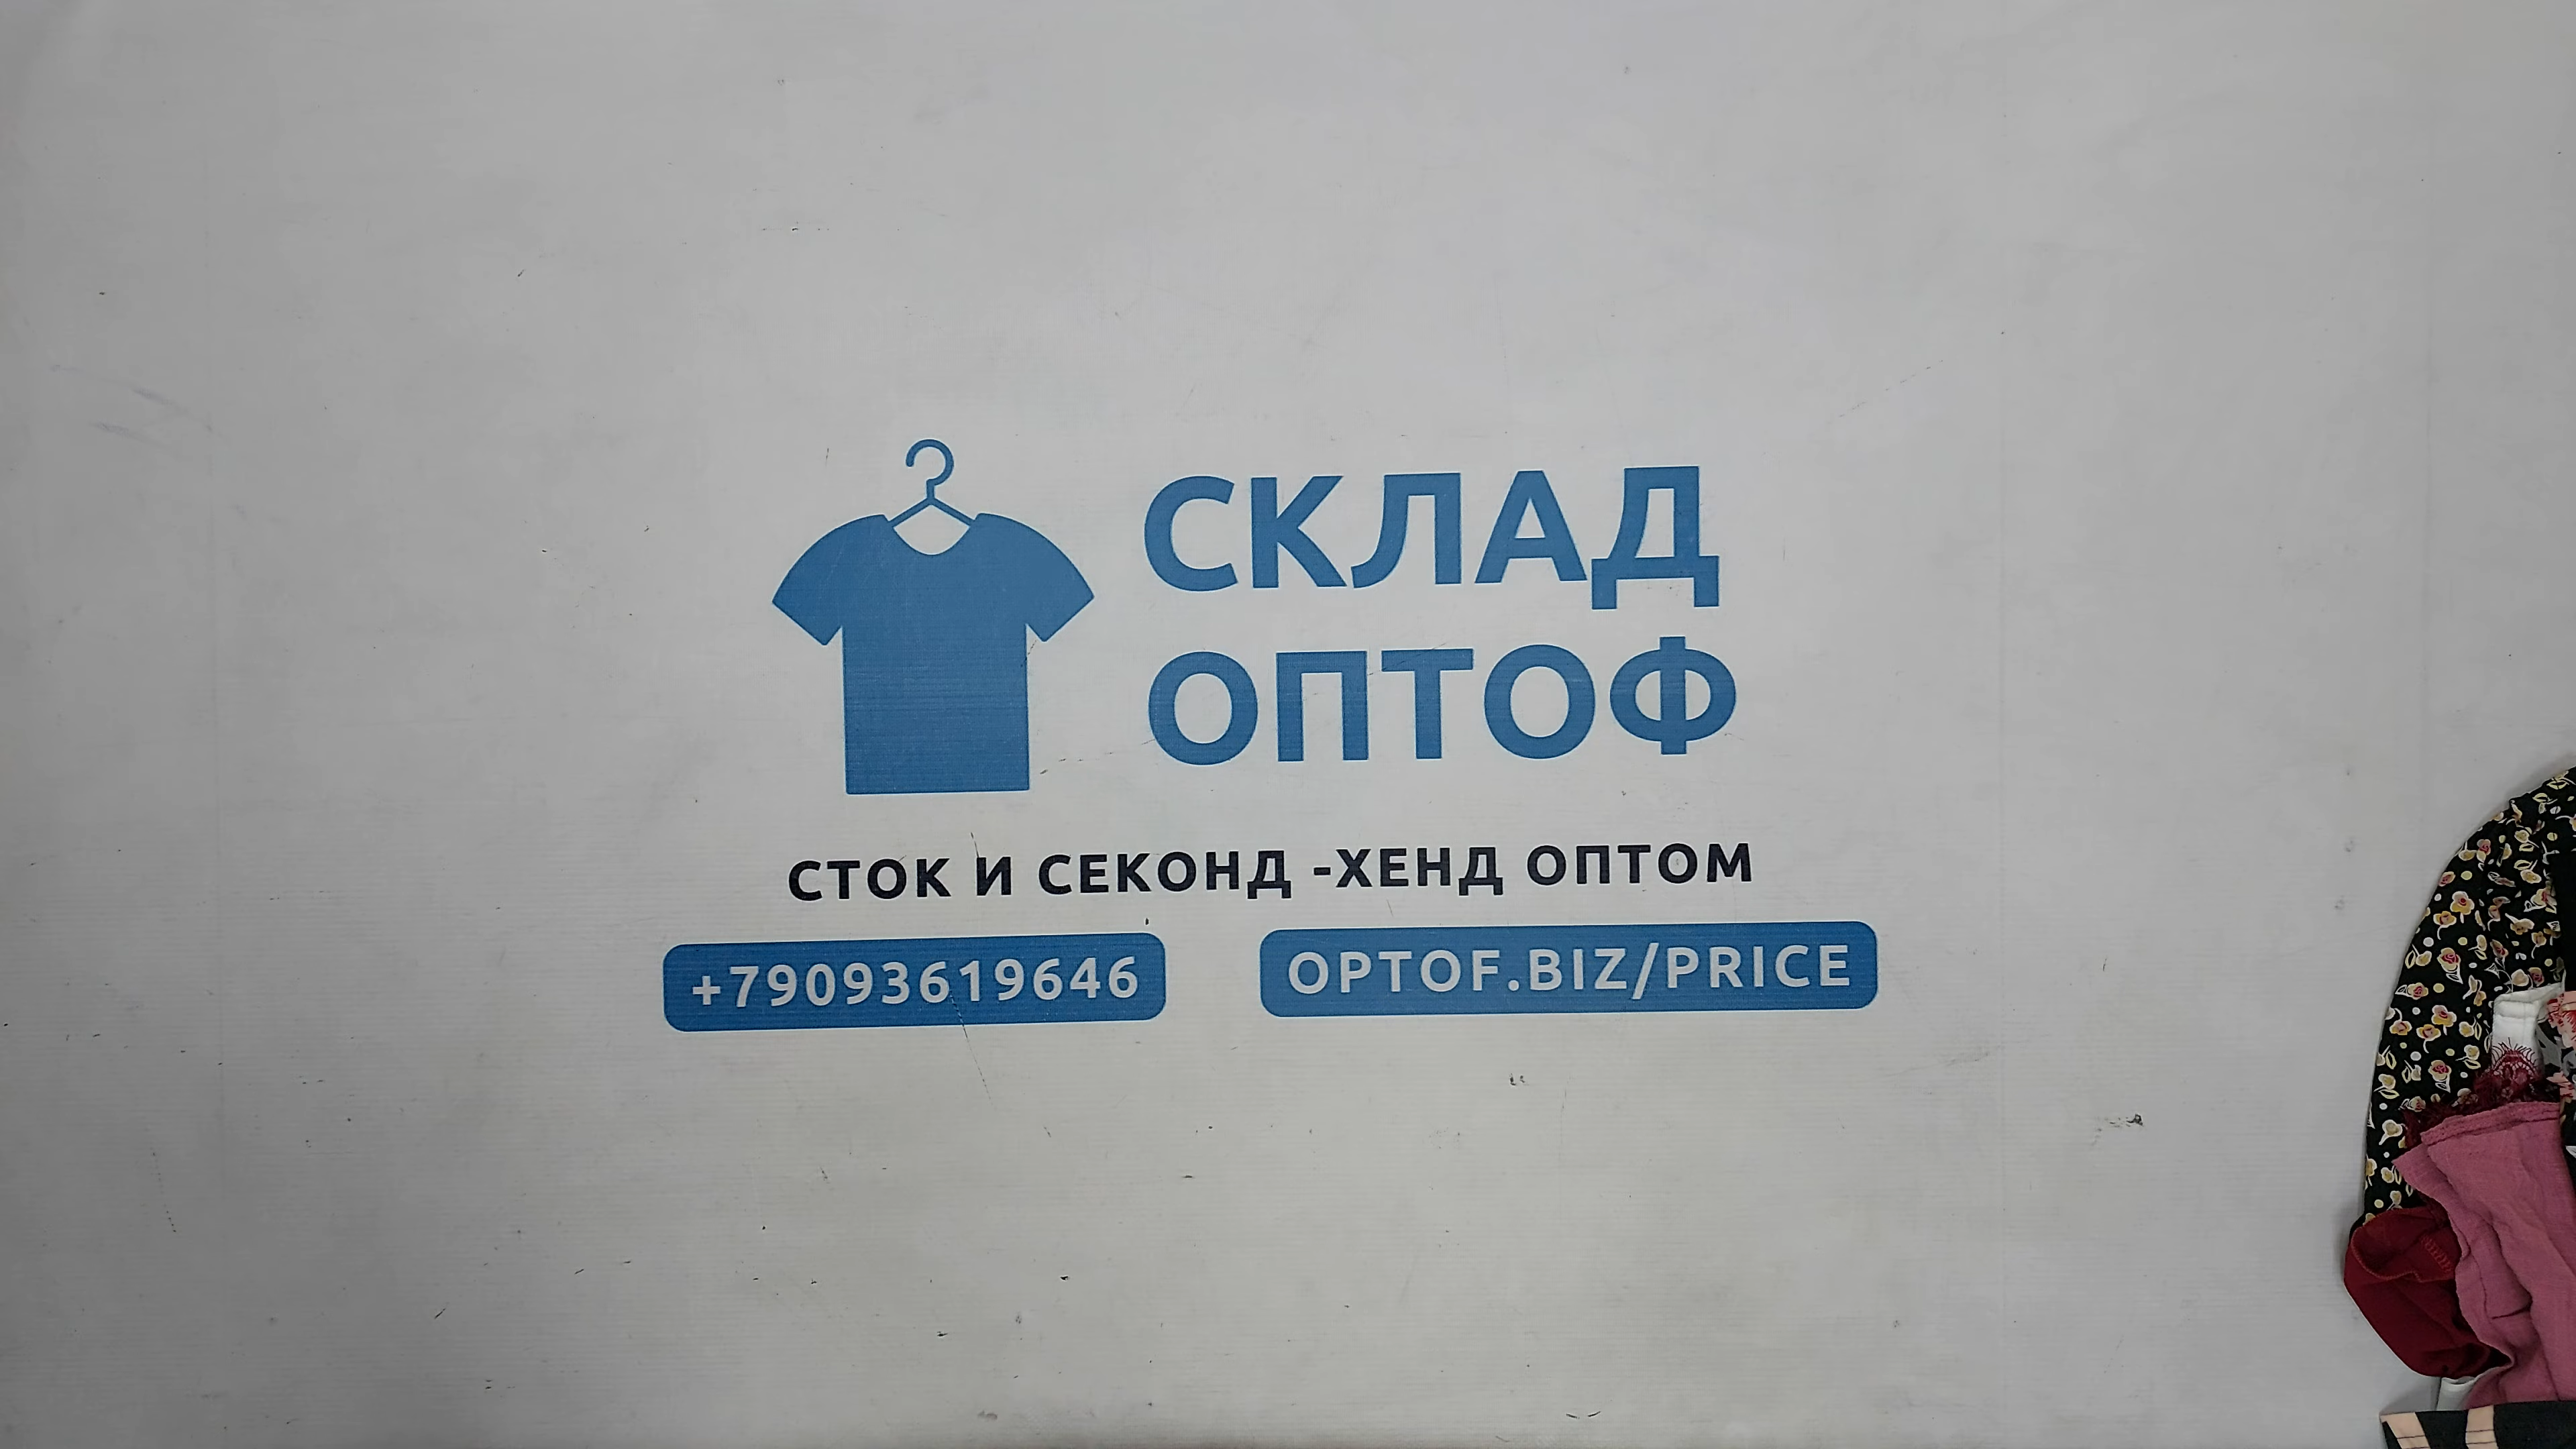 СКЛАД
ОПТОФ
СТОК И СЕКОНД -ХЕНД ОПТОМ
+79093619646
OPTOF.BIZ/PRICE